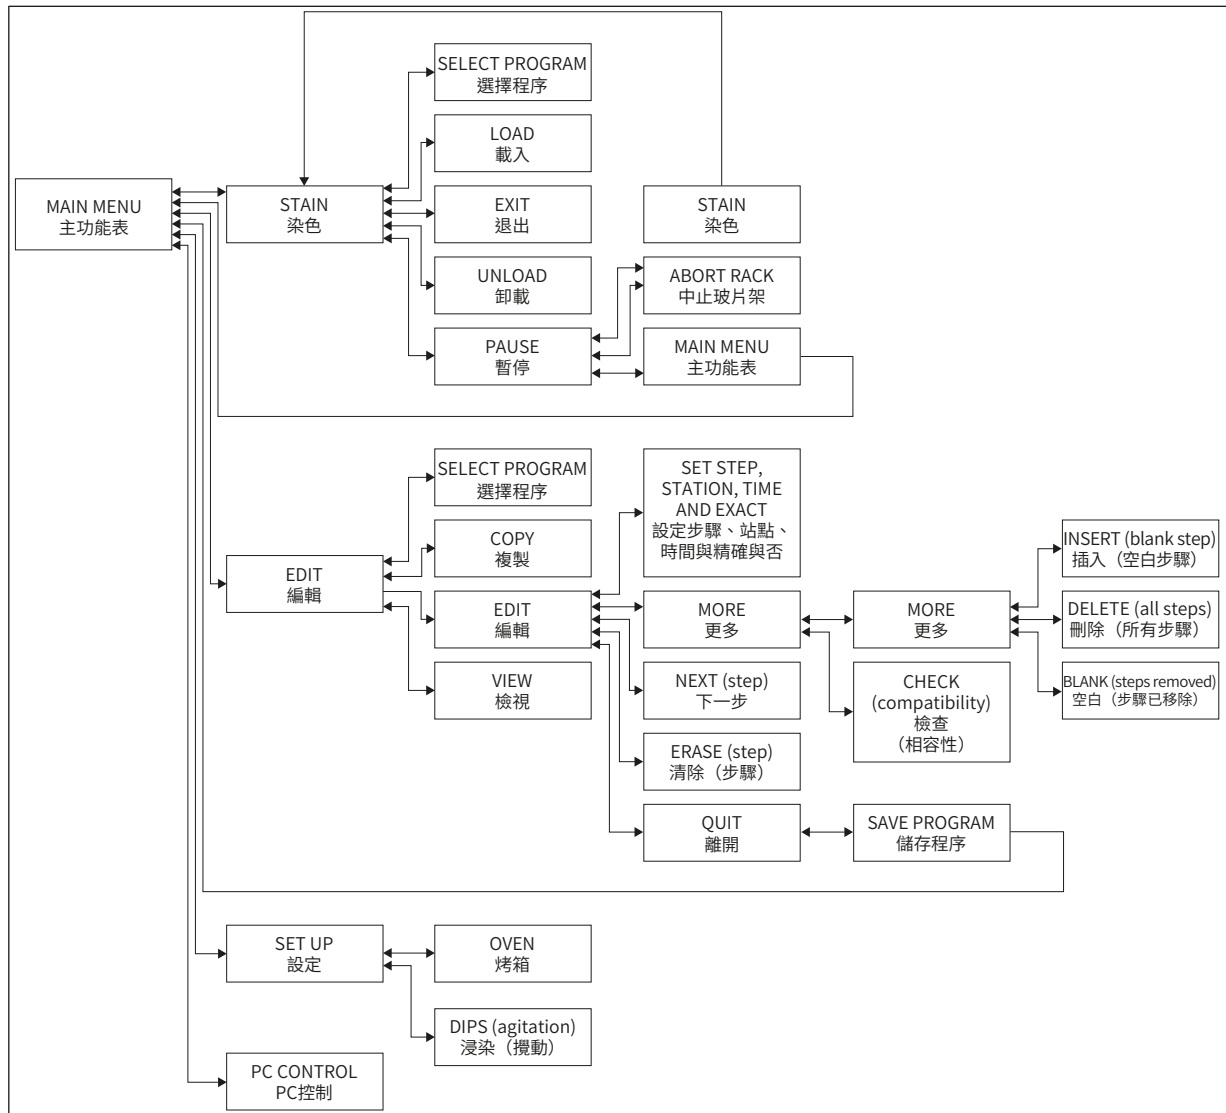 SELECT PROGRAM
選擇程序
LOAD
載入
MAIN MENU
主功能表
STAIN
染色
EXIT
退出
STAIN
染色
UNLOAD
卸載
ABORT RACK
中止玻片架
PAUSE
暫停
MAIN MENU
主功能表
SELECT PROGRAM
選擇程序
SET STEP,
STATION, TIME
AND EXACT
設定步驟、站點、
時間與精確與否
COPY
複製
INSERT (blank step)
插入（空白步驟）
EDIT
編輯
EDIT
編輯
MORE
更多
MORE
更多
DELETE (all steps)
刪除（所有步驟）
VIEW
檢視
NEXT (step)
下一步
CHECK
(compatibility)
檢查
（相容性）
BLANK (steps removed)
空白（步驟已移除）
ERASE (step)
清除（步驟）
QUIT
離開
SAVE PROGRAM
儲存程序
SET UP
設定
OVEN
烤箱
DIPS (agitation)
浸染（攪動）
PC CONTROL
PC控制